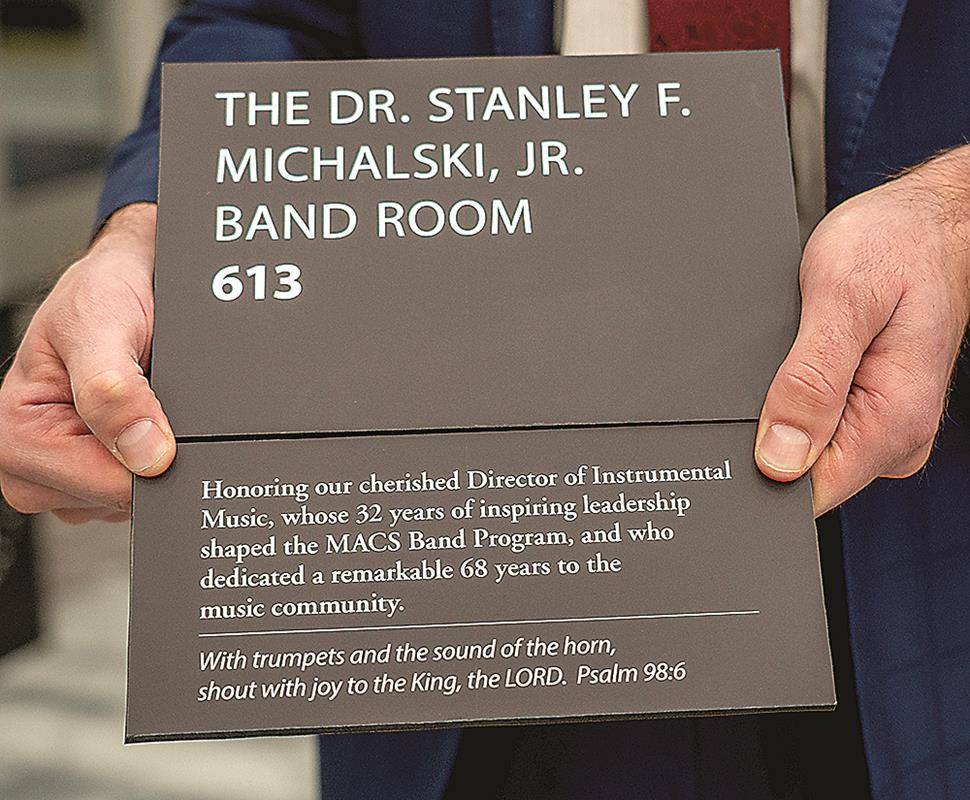 THE DR. STANLEY F.
MICHALSKI, JR.
BAND ROOM
613
Honoring our cherished Director of Instrumental
Music, whose 32 years of inspiring leadership
shaped the MACS Band Program, and who
dedicated a remarkable 68 years to the
music community.
With trumpets and the sound of the horn,
shout with joy to the King, the LORD. Psalm 98:6